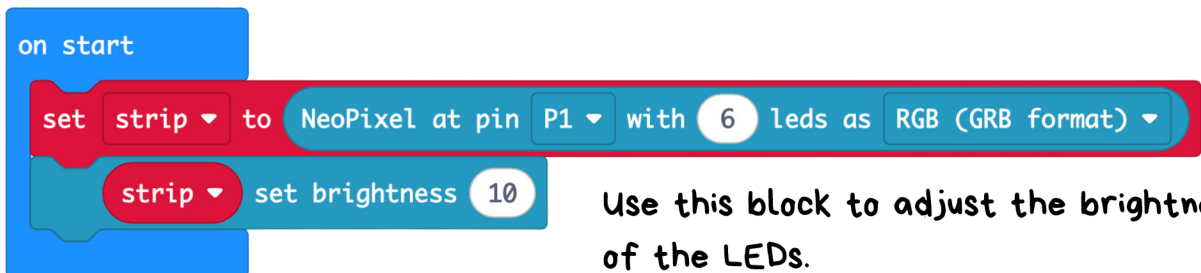 on start
set strip to NeoPixel at pin P1 with 6 leds as RGB (GRB format)
strip set brightness 10
Use this block to adjust the
of the LEDs.